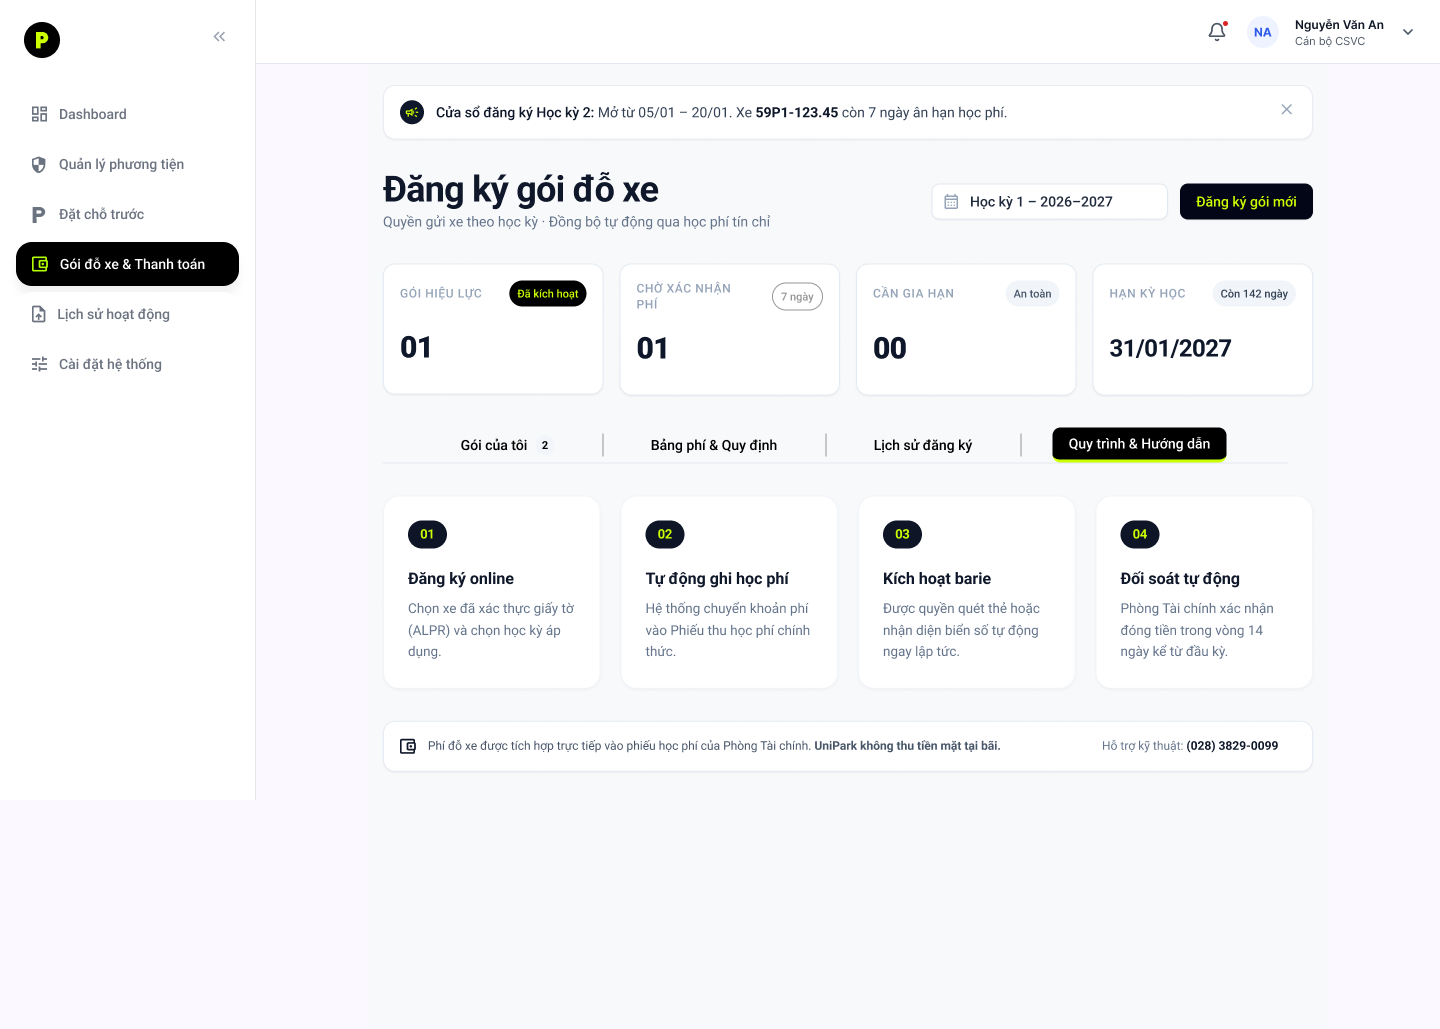 P
Dashboard
Quản lý phương tiện
Đặt chỗ trước
Gói đỗ xe & Thanh toán
Lịch sử hoạt động
Cài đặt hệ thống
NA
Nguyễn Văn An
Cán bộ CSVC
Cửa sổ đăng ký Học kỳ 2: Mở từ 05/01 – 20/01. Xe 59P1-123.45 còn 7 ngày ân hạn học phí.
Đăng ký gói đỗ xe
Quyền gửi xe theo học kỳ · Đồng bộ tự động qua học phí tín chỉ
Học kỳ 1 – 2026–2027
Đăng ký gói mới
GÓI HIỆU LỰC
Đã kích hoạt
01
CHỜ XÁC NHẬN
PHÍ
7 ngày
01
CẦN GIA HẠN
An toàn
00
HẠN KỲ HỌC
Còn 142 ngày
31/01/2027
Gói của tôi 2
Bảng phí & Quy định
Lịch sử đăng ký
Quy trình & Hướng dẫn
01
Đăng ký online
Chọn xe đã xác thực giấy tờ
(ALPR) và chọn học kỳ áp
dụng.
02
Tự động ghi học phí
Hệ thống chuyển khoản phí
vào Phiếu thu học phí chính
thức.
03
Kích hoạt barie
Được quyền quét thẻ hoặc
nhận diện biển số tự động
ngay lập tức.
04
Đối soát tự động
Phòng Tài chính xác nhận
đóng tiền trong vòng 14
ngày kể từ đầu kỳ.
Phí đỗ xe được tích hợp trực tiếp vào phiếu học phí của Phòng Tài chính. UniPark không thu tiền mặt tại bãi.
Hỗ trợ kỹ thuật: (028) 3829-0099